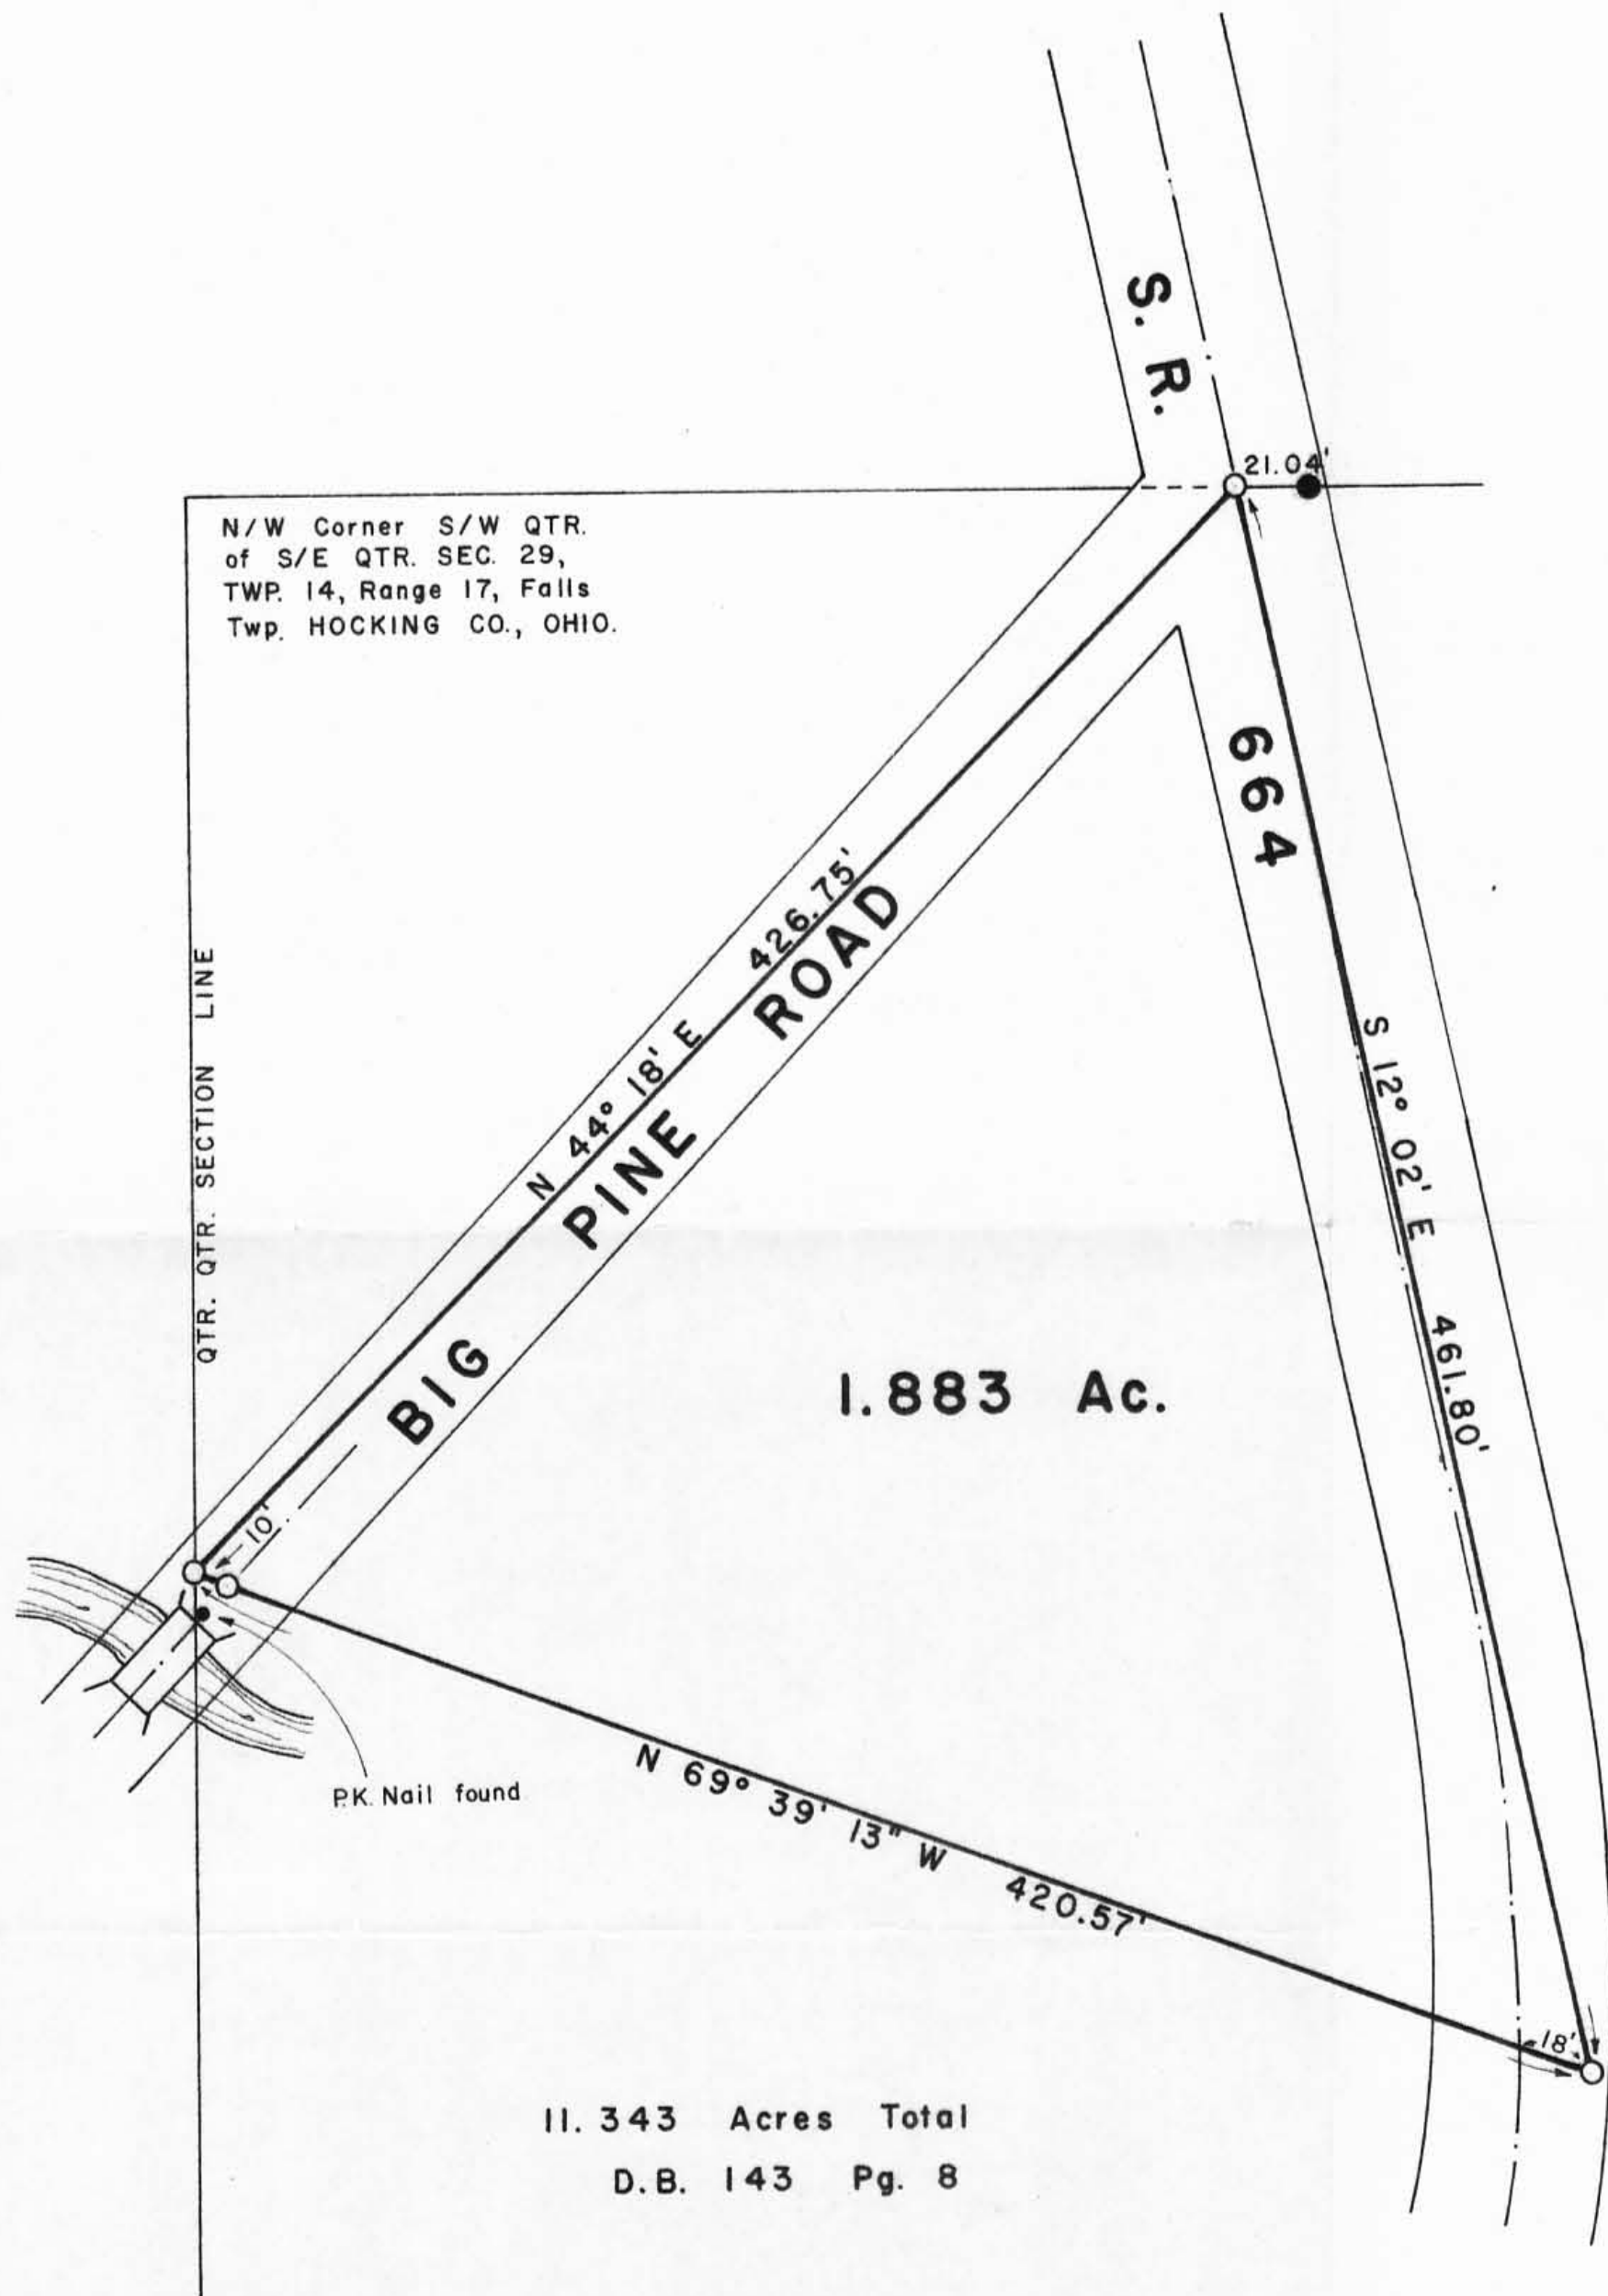 S. R.
21.04'
N/W Corner S/W QTR.
of S/E QTR. SEC. 29,
TWP. 14, Range 17, Falls
Twp. HOCKING CO., OHIO.
664
N 44° 18' E 426.75'
BIG PINE ROAD
QTR. QTR. SECTION LINE
S 12° 02' E 461.80'
1.883 Ac.
10'
P.K. Nail found
N 69° 39' 13" W 420.57'
18'
11.343 Acres Total
D.B. 143 Pg. 8